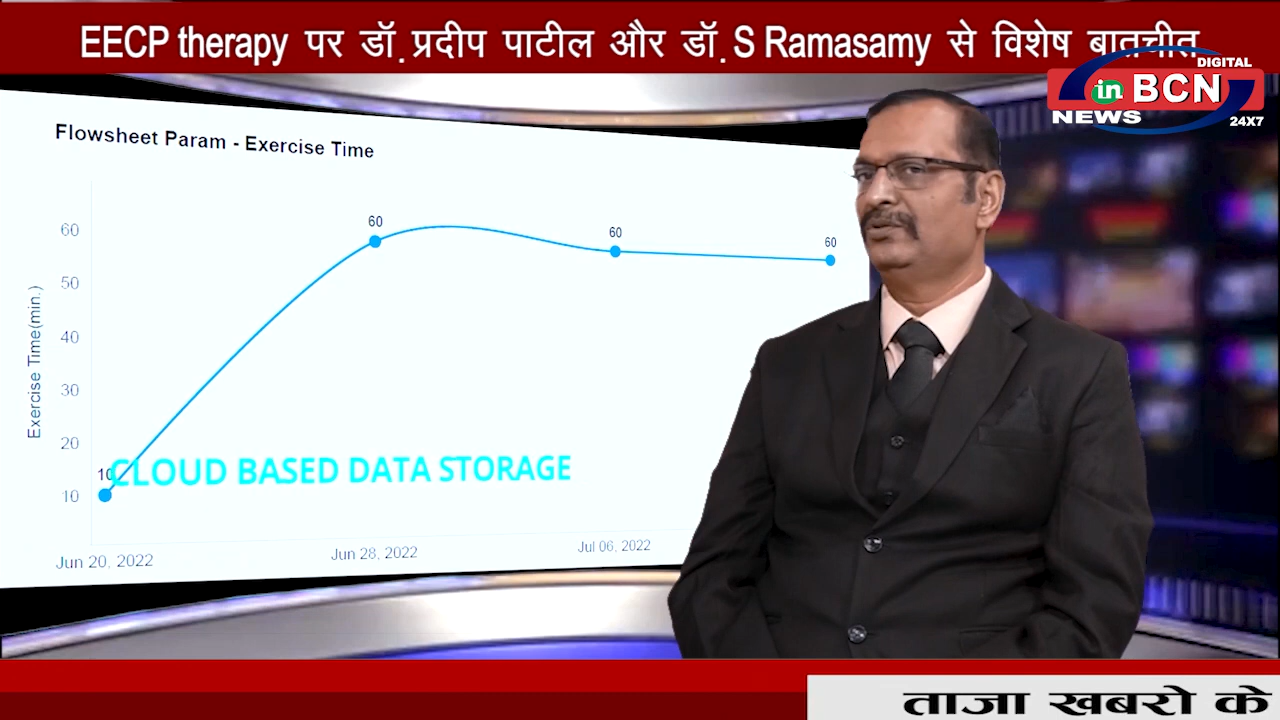 EECP therapy पर डॉ. प्रदीप पाटील और डॉ. S Ramasamy से विशेष बातचीत
DIGITAL
in BCN
NEWS 24X7
Flowsheet Param - Exercise Time
Exercise Time(min.)
60
50
40
30
20
10
10
60
60
60
CLOUD BASED DATA STORAGE
Jun 20, 2022
Jun 28, 2022
Jul 06, 2022
ताजा खबरो के